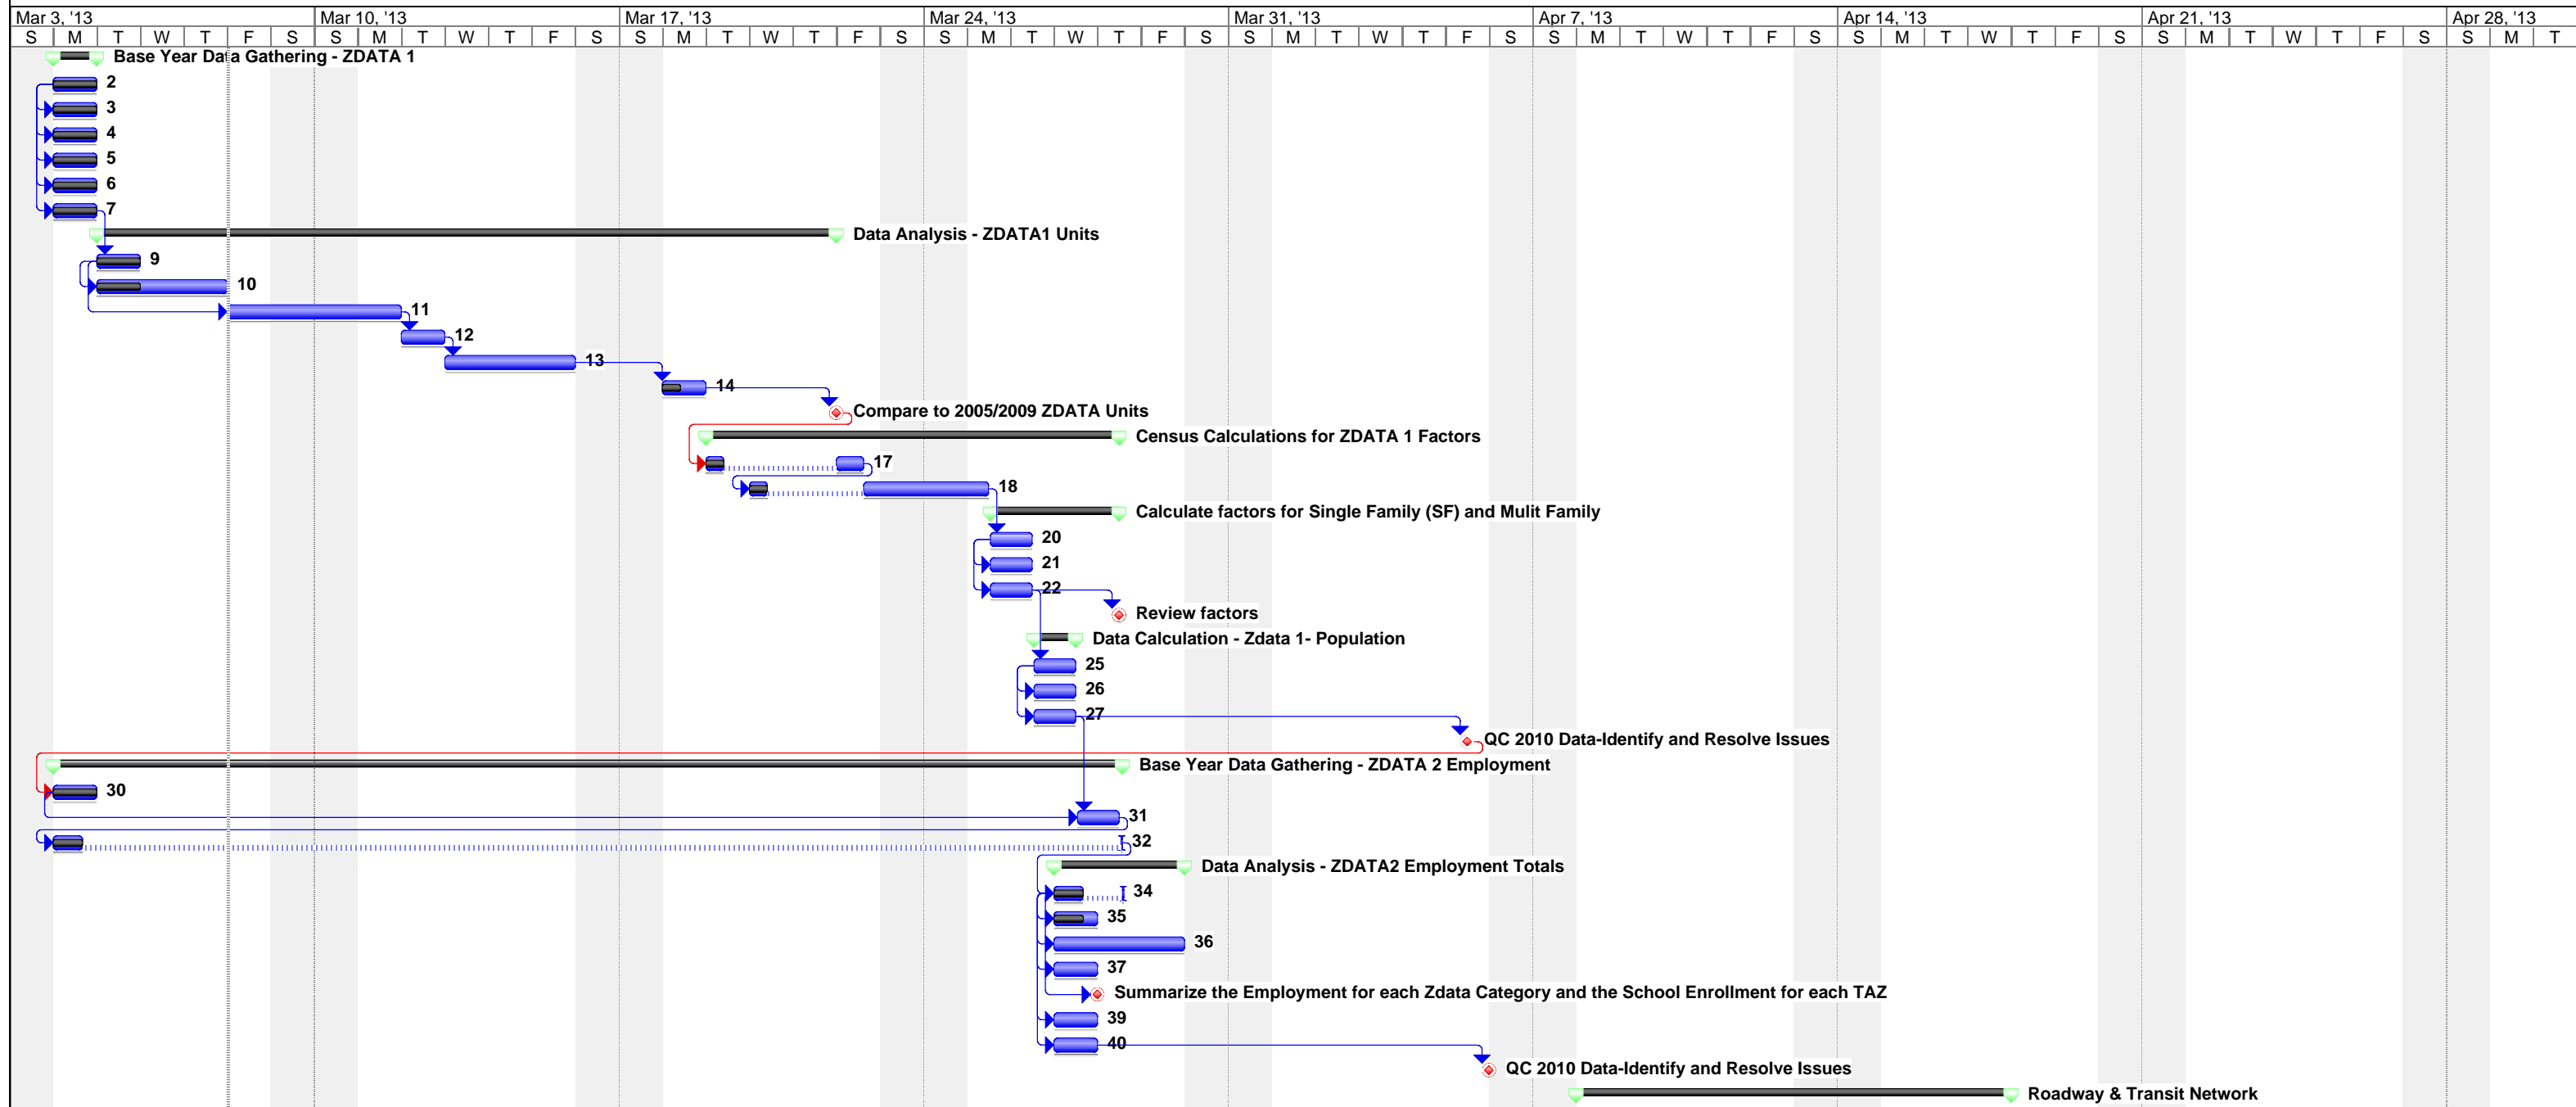 Mar 3, '13 Mar 10, '13 Mar 17, '13 Mar 24, '13 Mar 31, '13 Apr 7, '13 Apr 14, '13 Apr 21, '13 Apr 28, '13
S M T W T F S S M T W T F S S M T W T F S S M T W T F S S M T W T F S S M T W T F S S M T W T F S S M T W T F S S M T
Base Year Data Gathering - ZDATA 1
2
3
4
5
6
7
Data Analysis - ZDATA1 Units
9
10
11
12
13
14
Compare to 2005/2009 ZDATA Units
Census Calculations for ZDATA 1 Factors
17
18
Calculate factors for Single Family (SF) and Mulit Family
20
21
22
Review factors
Data Calculation - Zdata 1- Population
25
26
27
QC 2010 Data-Identify and Resolve Issues
Base Year Data Gathering - ZDATA 2 Employment
30
31
32
Data Analysis - ZDATA2 Employment Totals
34
35
36
37
Summarize the Employment for each Zdata Category and the School Enrollment for each TAZ
39
40
QC 2010 Data-Identify and Resolve Issues
Roadway & Transit Network